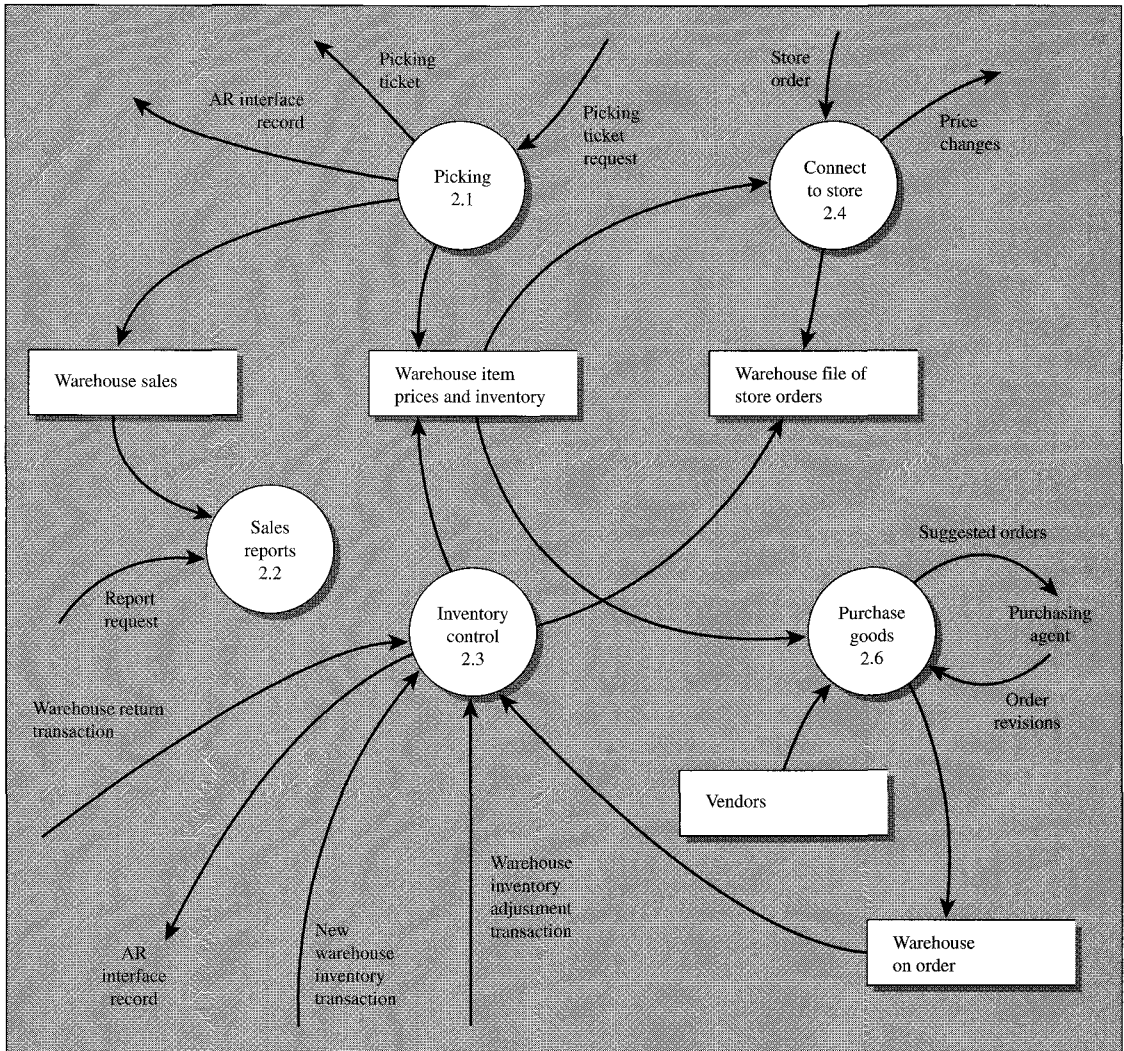 Picking
ticket
AR interface
record
Picking
ticket
request
Store
order
Price
changes
Picking
2.1
Connect
to store
2.4
Warehouse sales
Warehouse item
prices and inventory
Warehouse file of
store orders
Sales
reports
2.2
Report
request
Suggested orders
Inventory
control
2.3
Purchase
goods
2.6
Purchasing
agent
Order
revisions
Warehouse return
transaction
Vendors
Warehouse
inventory
adjustment
transaction
AR
interface
record
New
warehouse
inventory
transaction
Warehouse
on order